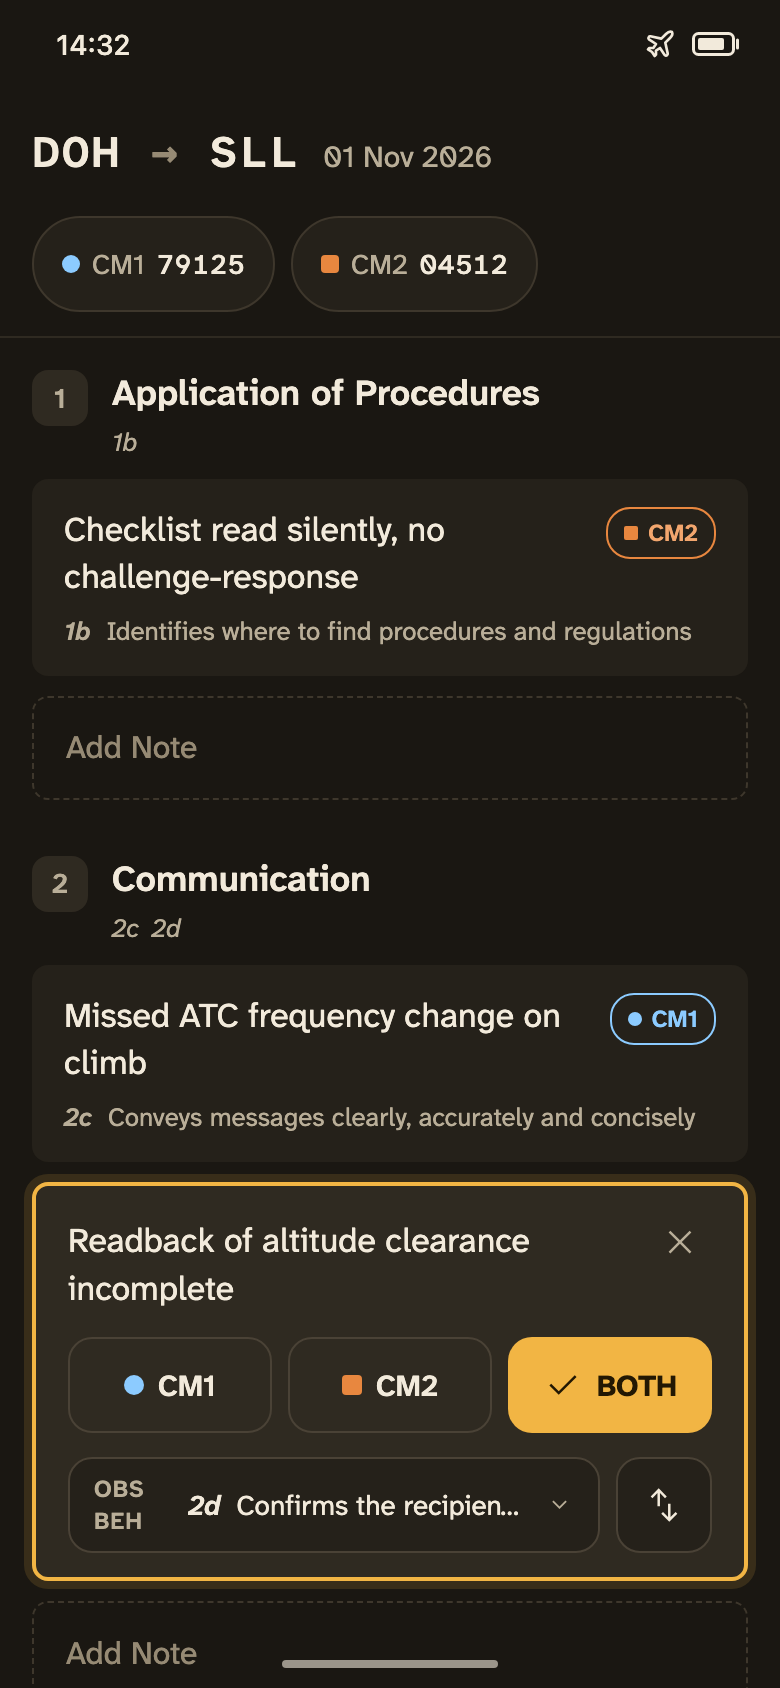 14:32
DOH → SLL 01 Nov 2026
CM1 79125 CM2 04512
1 Application of Procedures
1b
Checklist read silently, no
challenge-response
CM2
1b Identifies where to find procedures and regulations
Add Note
2 Communication
2c 2d
Missed ATC frequency change on
climb
CM1
2c Conveys messages clearly, accurately and concisely
Readback of altitude clearance
incomplete
CM1 CM2 BOTH
OBS
BEH
2d Confirms the recipien...
Add Note